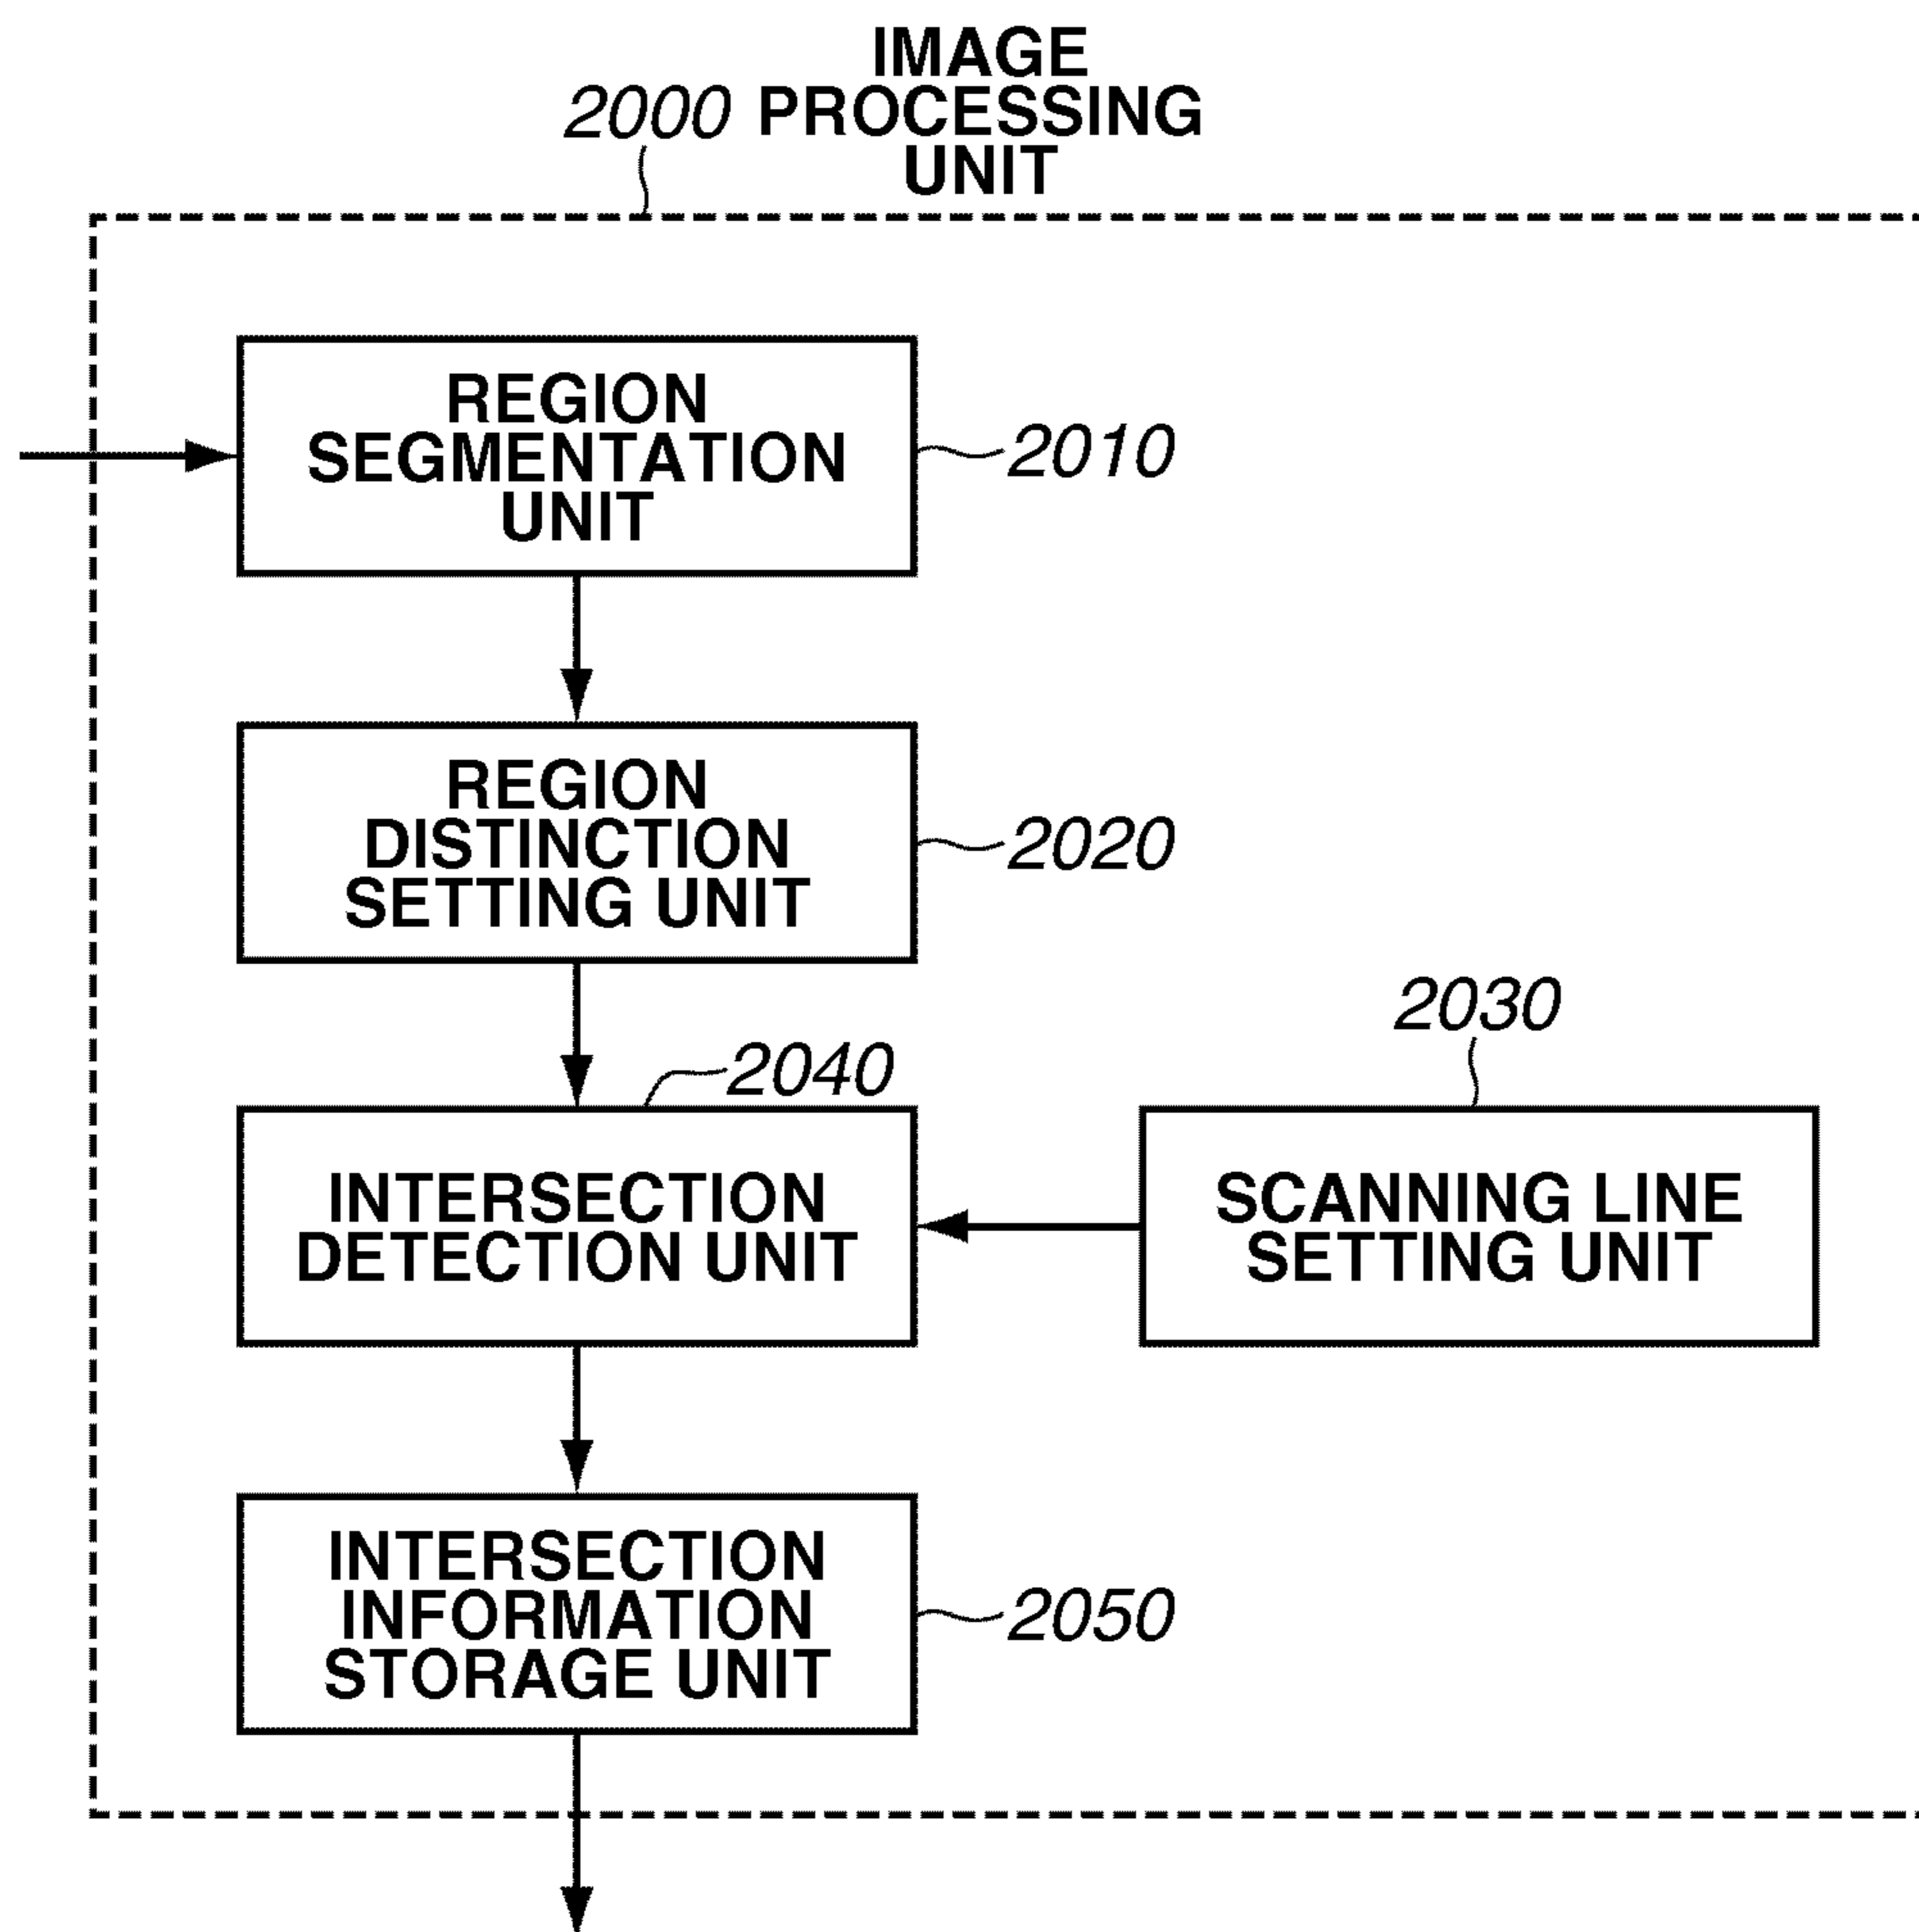 IMAGE
2000 PROCESSING
UNIT
REGION
SEGMENTATION
UNIT
2010
REGION
DISTINCTION
SETTING UNIT
2020
2030
2040
INTERSECTION
DETECTION UNIT
SCANNING LINE
SETTING UNIT
INTERSECTION
INFORMATION
STORAGE UNIT
2050